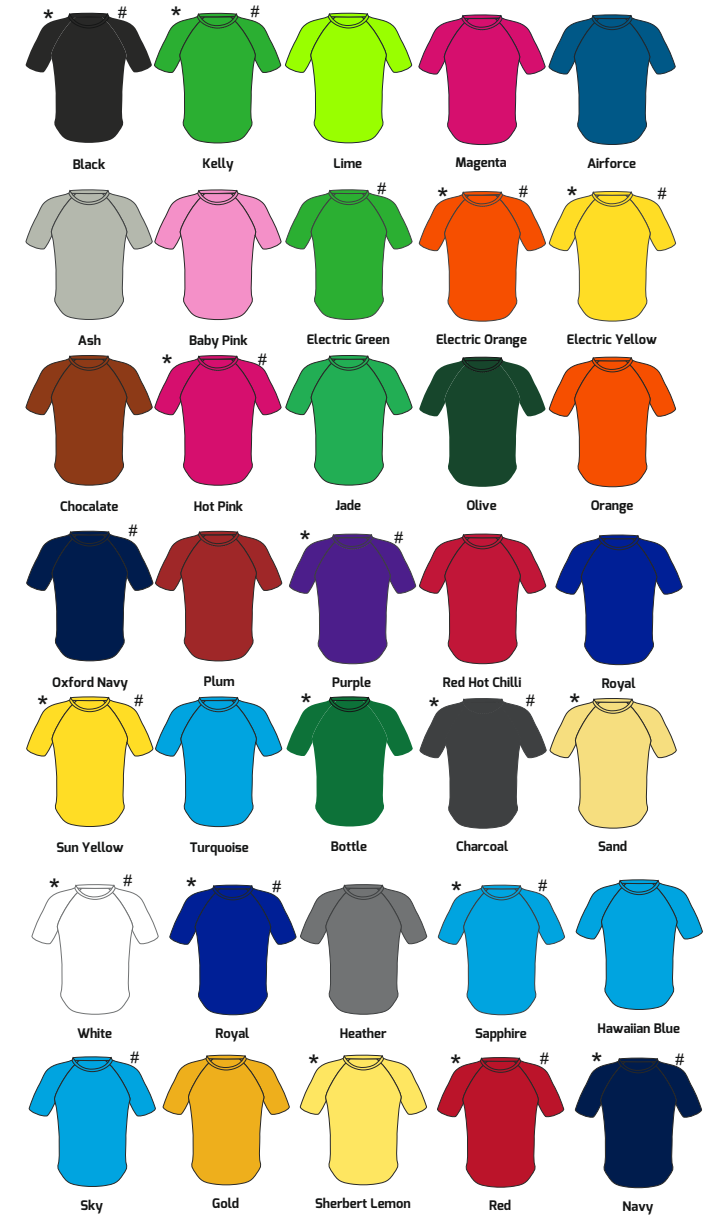 * # * #
Black Kelly Lime Magenta Airforce
# * # * #
Ash Baby Pink Electric Green Electric Orange Electric Yellow
* #
Chocalate Hot Pink Jade Olive Orange
# * #
Oxford Navy Plum Purple Red Hot Chilli Royal
* # * * # *
Sun Yellow Turquoise Bottle Charcoal Sand
* # * # * #
White Royal Heather Sapphire Hawaiian Blue
# * * # * #
Sky Gold Sherbert Lemon Red Navy